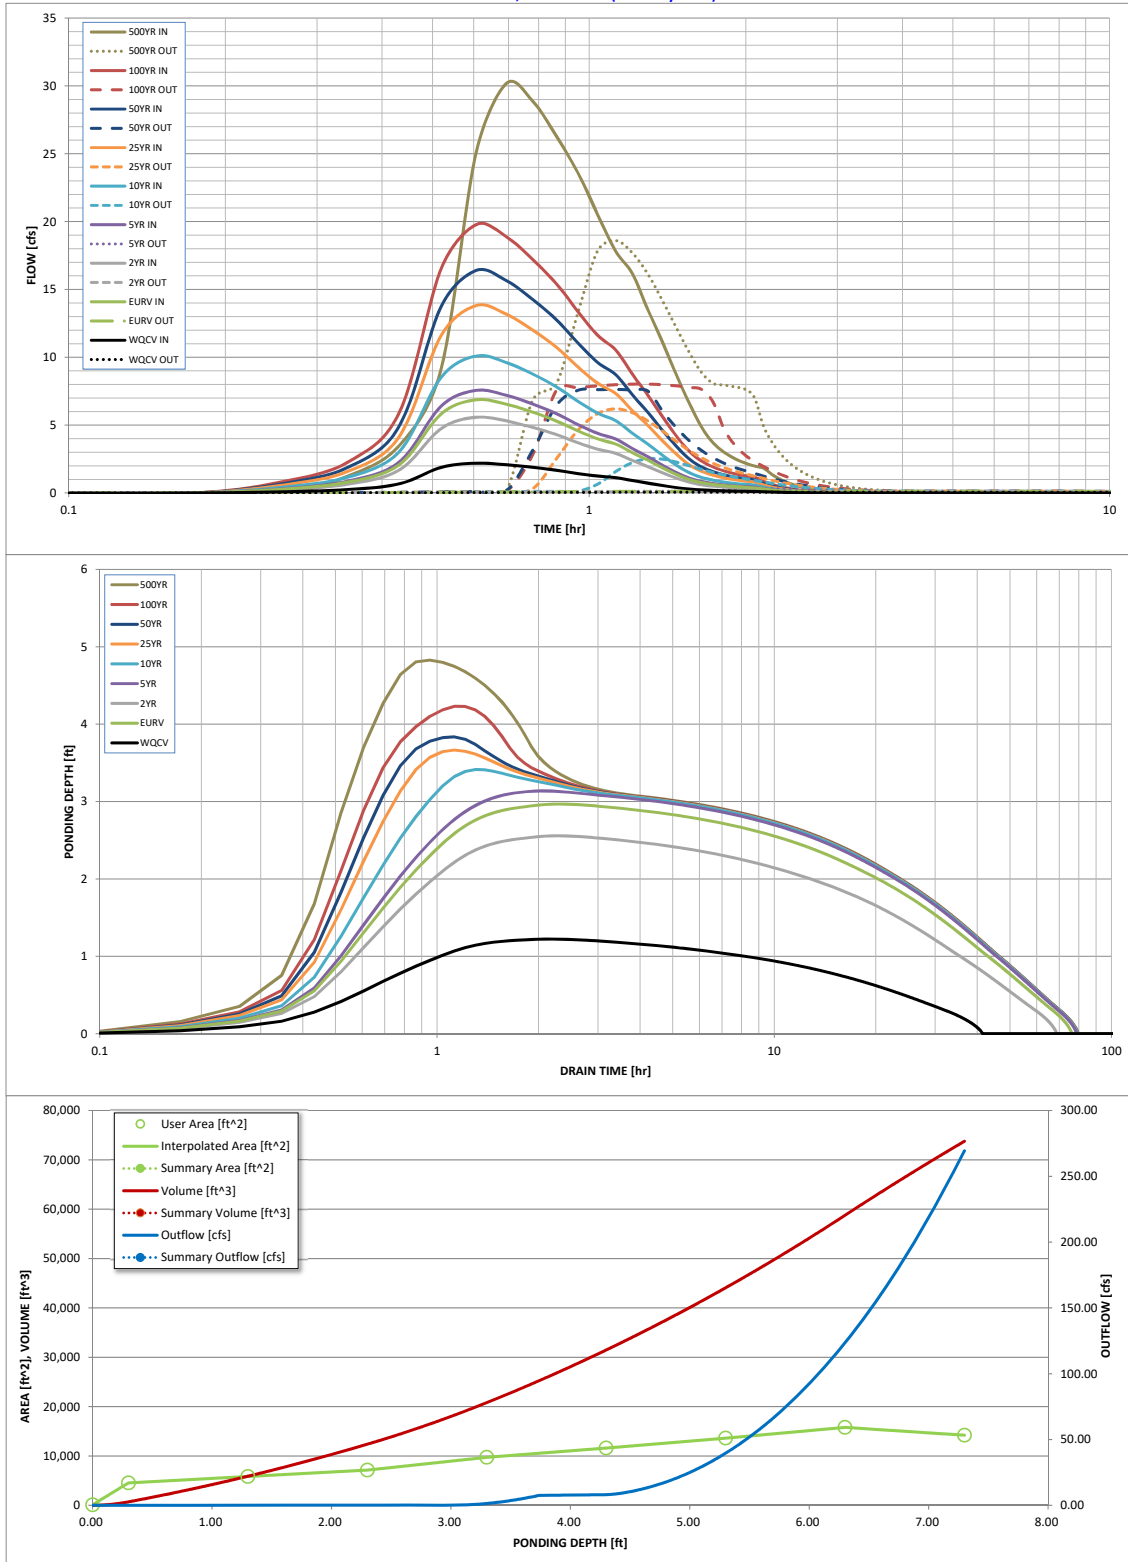 35
30
25
20
15
10
5
0
FLOW [cfs]
500YR IN
500YR OUT
100YR IN
100YR OUT
50YR IN
50YR OUT
25YR IN
25YR OUT
10YR IN
10YR OUT
5YR IN
5YR OUT
2YR IN
2YR OUT
EURV IN
EURV OUT
WQCV IN
WQCV OUT
0.1 1 10
TIME [hr]
6
5
4
3
2
1
0
PONDING DEPTH [ft]
500YR
100YR
50YR
25YR
10YR
5YR
2YR
EURV
WQCV
0.1 1 10 100
DRAIN TIME [hr]
80,000
70,000
60,000
50,000
40,000
30,000
20,000
10,000
0
AREA [ft^2], VOLUME [ft^3]
User Area [ft^2]
Interpolated Area [ft^2]
Summary Area [ft^2]
Volume [ft^3]
Summary Volume [ft^3]
Outflow [cfs]
Summary Outflow [cfs]
300.00
250.00
200.00
150.00
100.00
50.00
0.00
OUTFLOW [cfs]
0.00 1.00 2.00 3.00 4.00 5.00 6.00 7.00 8.00
PONDING DEPTH [ft]